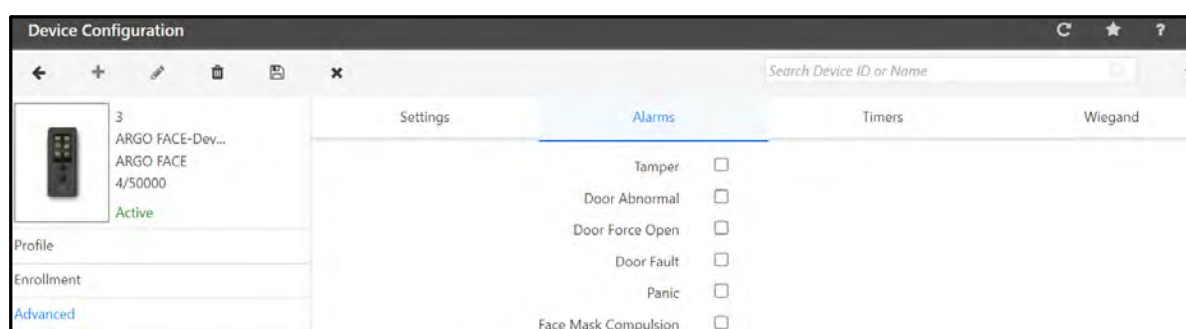 Device Configuration
?
Search Device ID or Name
3
ARGO FACE-Dev...
ARGO FACE
4/50000
Active
Profile
Enrollment
Advanced
Settings Alarms Timers Wiegand
Tamper
Door Abnormal
Door Force Open
Door Fault
Panic
Face Mask Compulsion